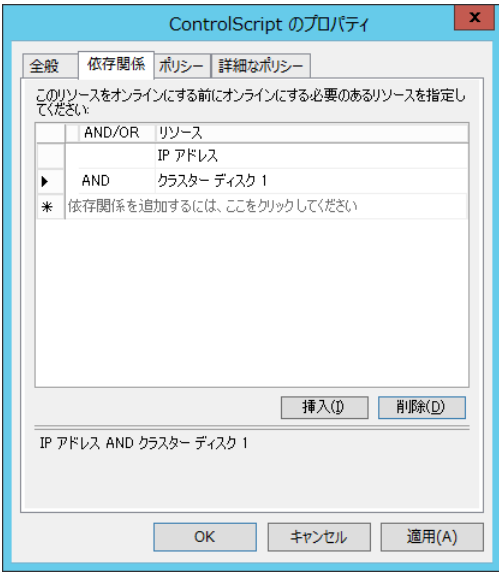 ControlScript のプロパティ
x
全般 依存関係 ポリシー 詳細なポリシー
このリソースをオンラインにする前にオンラインにする必要のあるリソースを指定し
てください:
AND/OR リソース
IP アドレス
AND クラスター ディスク 1
依存関係を追加するには、ここをクリックしてください
挿入(I) 削除(D)
IP アドレス AND クラスター ディスク 1
OK キャンセル 適用(A)